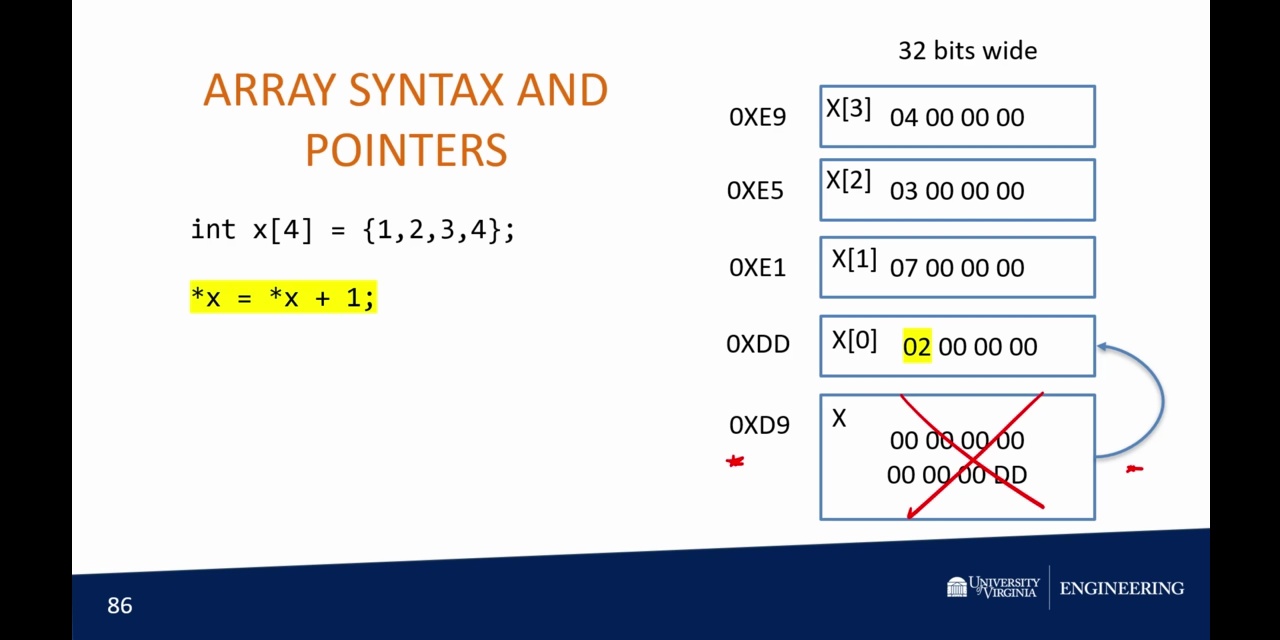 ARRAY SYNTAX AND
POINTERS
int x[4] = {1,2,3,4};
*x = *x + 1;
32 bits wide
0XE9 X[3] 04 00 00 00
0XE5 X[2] 03 00 00 00
0XE1 X[1] 07 00 00 00
0XDD X[0] 02 00 00 00
0XD9 X
00 00 00 00
* 00 00 00 DD
86
UNIVERSITY of VIRGINIA ENGINEERING